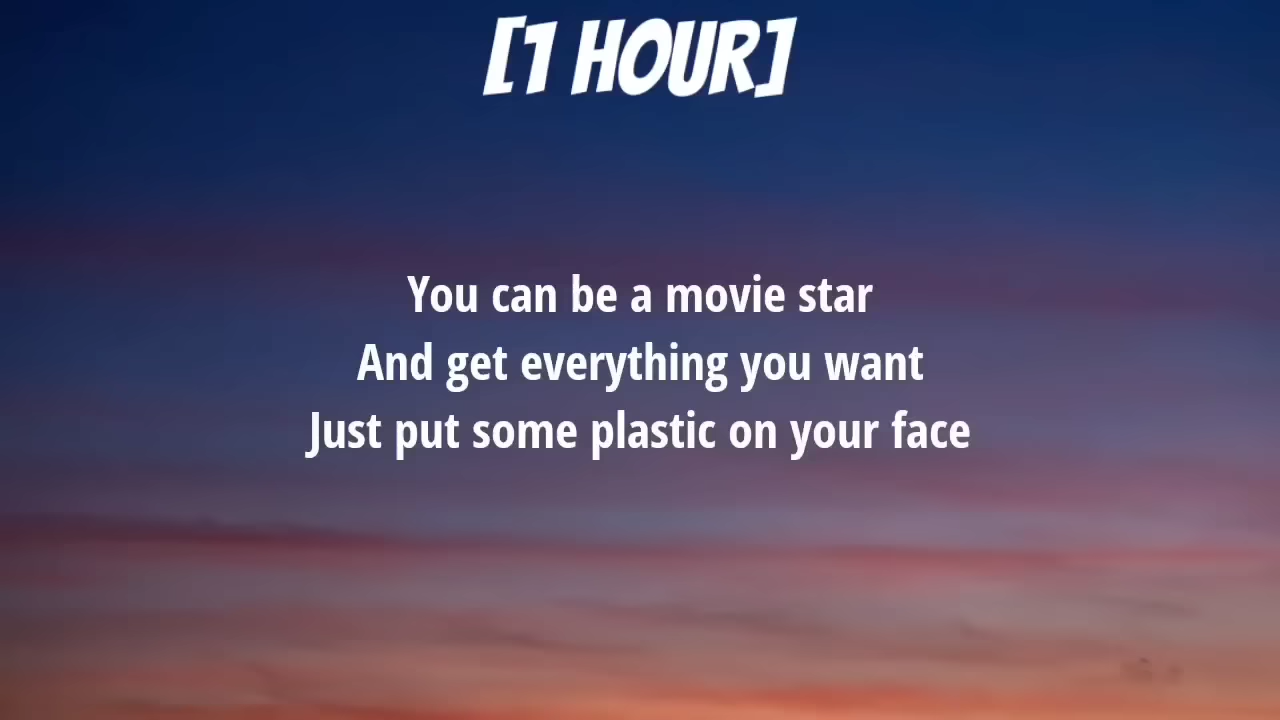 [1 HOUR]
You can be a movie star
And get everything you want
Just put some plastic on your face